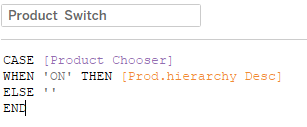 Product Switch
CASE [Product Chooser]
WHEN 'ON' THEN [Prod.hierarchy Desc]
ELSE ''
END